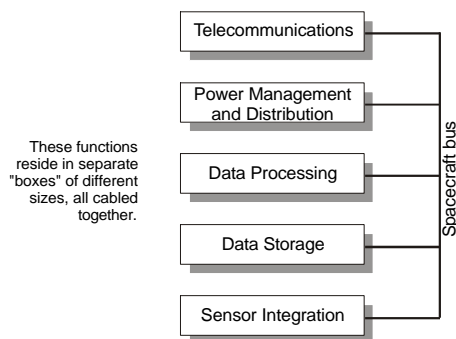 Telecommunications
Power Management
and Distribution
These functions
reside in separate
"boxes" of different
sizes, all cabled
together.
Data Processing
Data Storage
Sensor Integration
Spacecraft bus